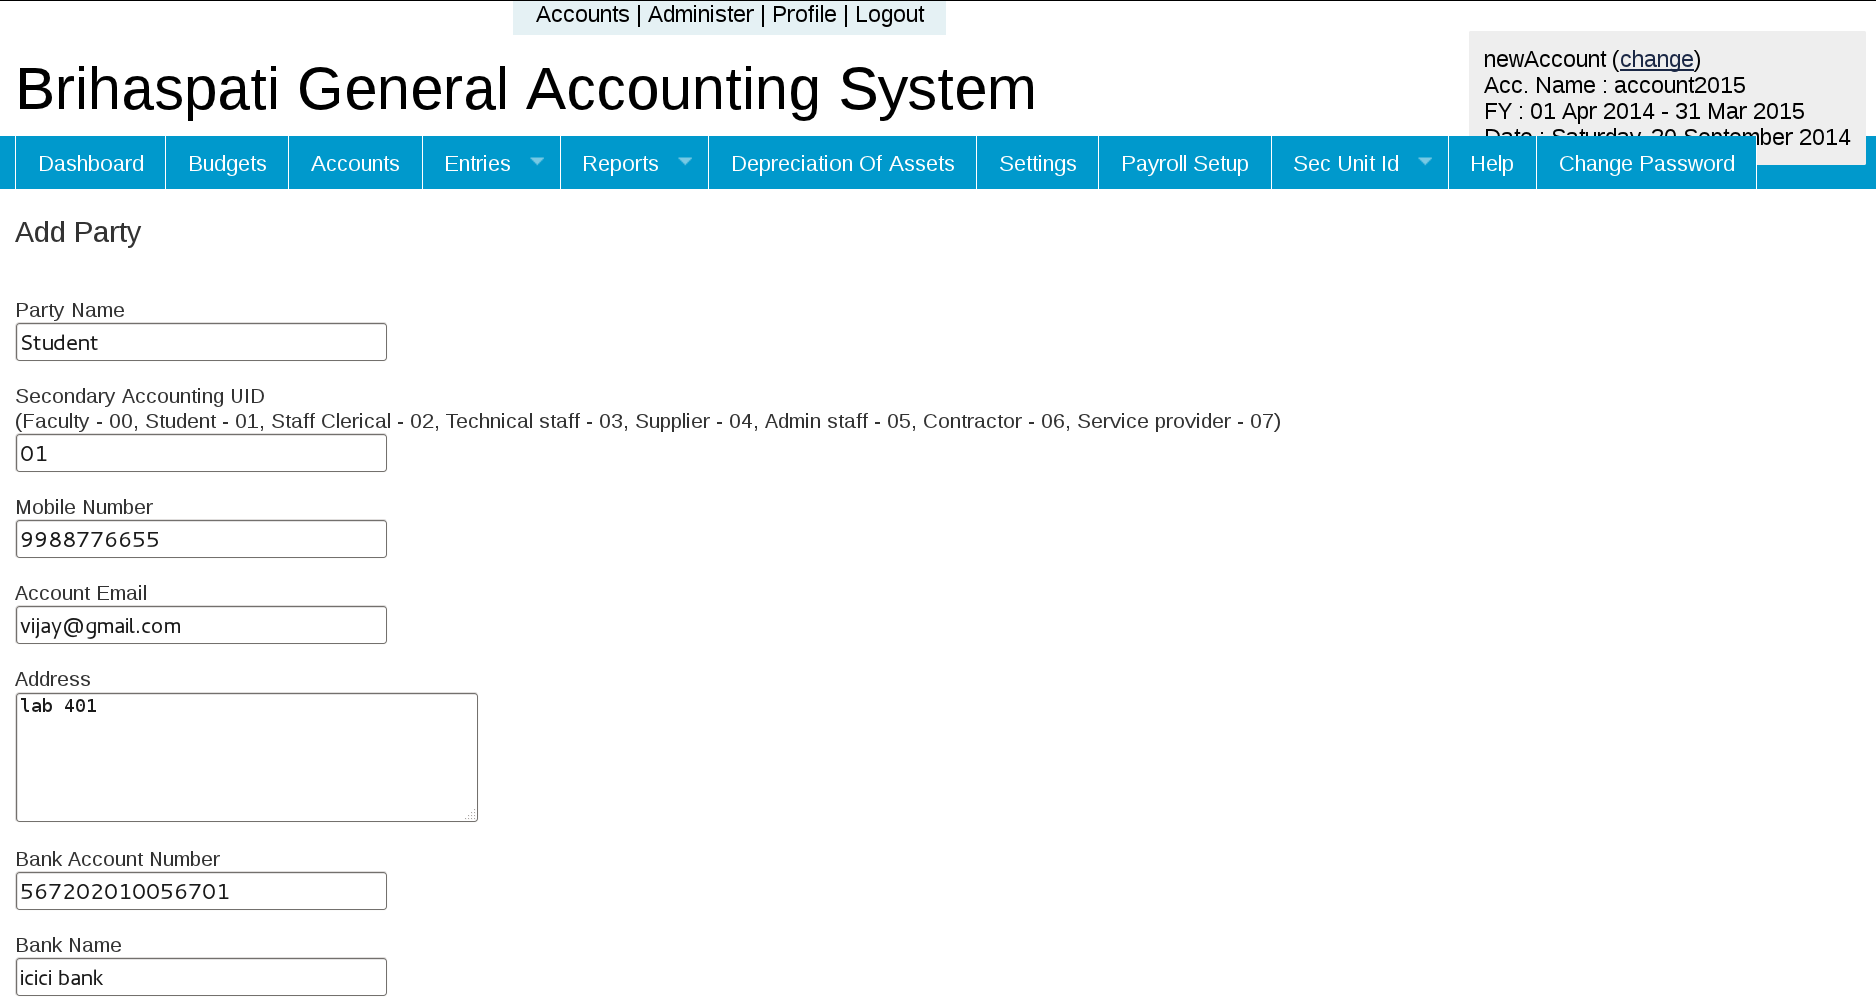 Accounts | Administer | Profile | Logout
Brihaspati General Accounting System
newAccount (change)
Acc. Name : account2015
FY : 01 Apr 2014 - 31 Mar 2015
Date : Saturday, 20 September 2014
Dashboard Budgets Accounts Entries Reports Depreciation Of Assets Settings Payroll Setup Sec Unit Id Help Change Password
Add Party
Party Name
Student
Secondary Accounting UID
(Faculty - 00, Student - 01, Staff Clerical - 02, Technical staff - 03, Supplier - 04, Admin staff - 05, Contractor - 06, Service provider - 07)
01
Mobile Number
9988776655
Account Email
vijay@gmail.com
Address
lab 401
Bank Account Number
567202010056701
Bank Name
icici bank